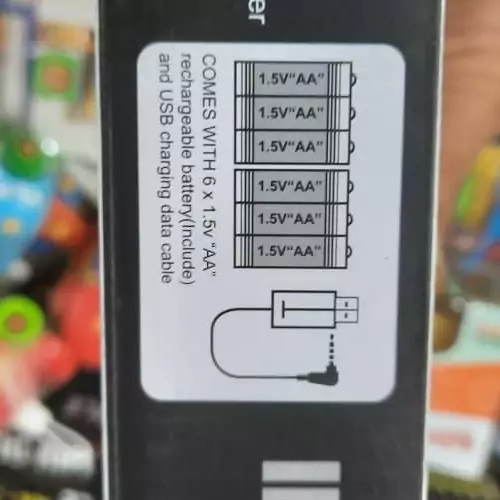 er
1.5V"AA"
1.5V"AA"
1.5V"AA"
1.5V"AA"
1.5V"AA"
1.5V"AA"
COMES WITH 6 x 1.5v "AA"
rechargeable battery(Include)
and USB charging data cable